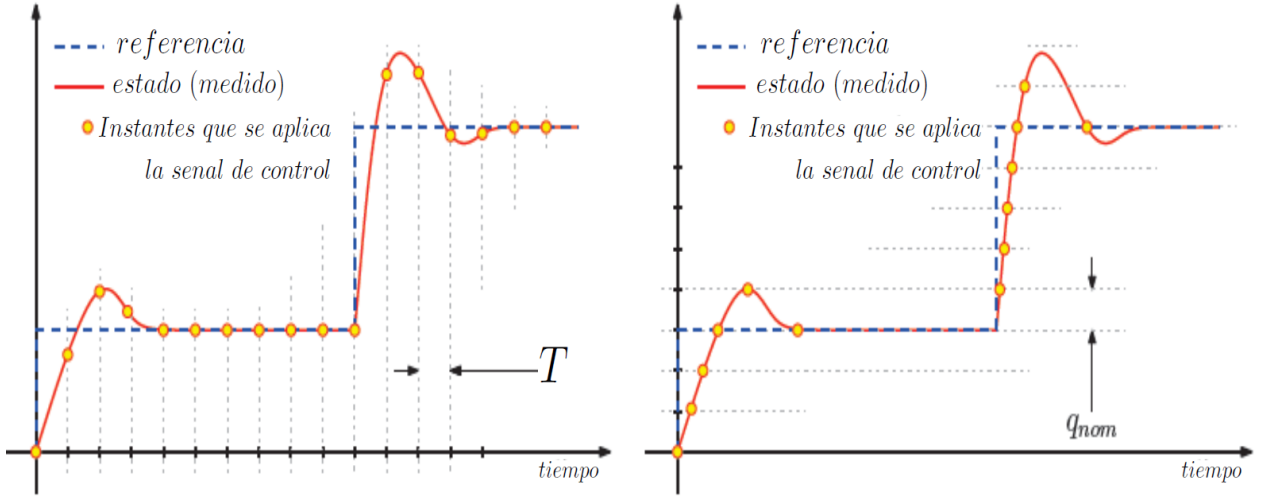 referencia
estado (medido)
Instantes que se aplica
la senal de control
T
tiempo
referencia
estado (medido)
Instantes que se aplica
la senal de control
qnom
tiempo